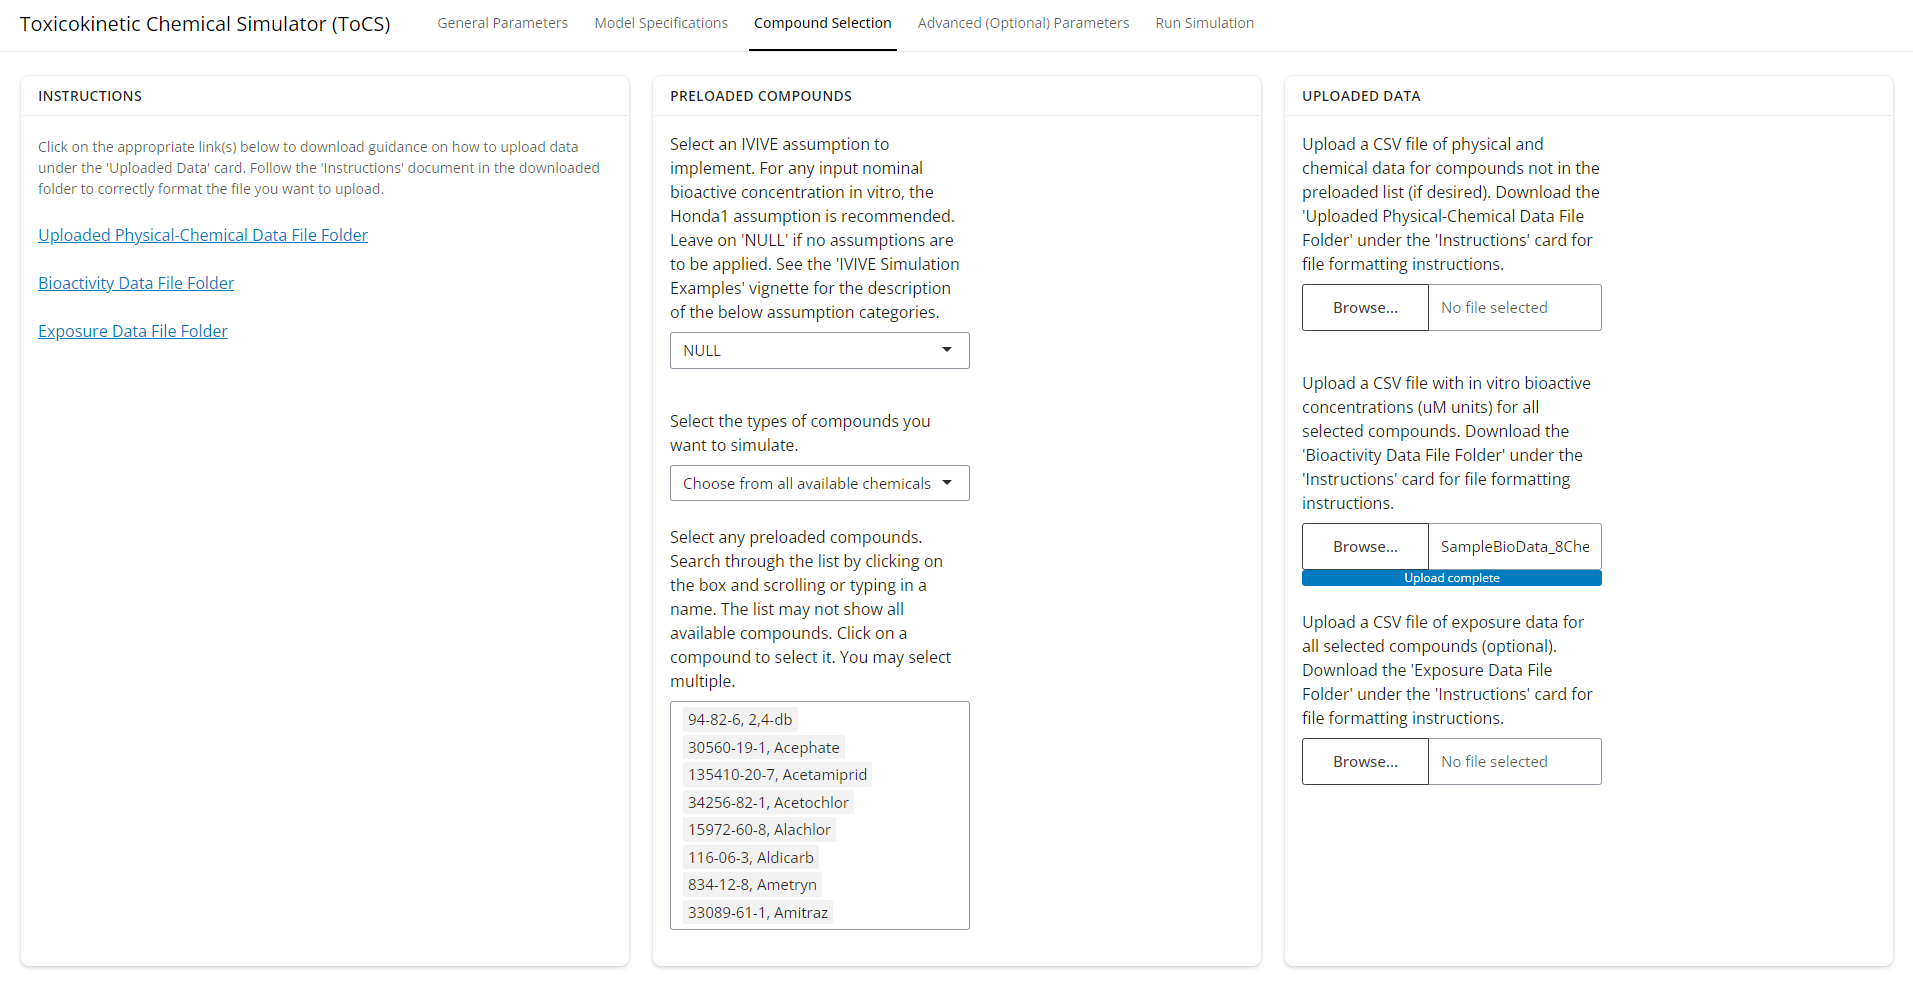 Toxicokinetic Chemical Simulator (ToCS)
General Parameters
Model Specifications
Compound Selection
Advanced (Optional) Parameters
Run Simulation
INSTRUCTIONS
Click on the appropriate link(s) below to download guidance on how to upload data
under the 'Uploaded Data' card. Follow the 'Instructions' document in the downloaded
folder to correctly format the file you want to upload.
Uploaded Physical-Chemical Data File Folder
Bioactivity Data File Folder
Exposure Data File Folder
PRELOADED COMPOUNDS
Select an IVIVE assumption to
implement. For any input nominal
bioactive concentration in vitro, the
Honda1 assumption is recommended.
Leave on 'NULL' if no assumptions are
to be applied. See the 'IVIVE Simulation
Examples' vignette for the description
of the below assumption categories.
NULL
Select the types of compounds you
want to simulate.
Choose from all available chemicals
Select any preloaded compounds.
Search through the list by clicking on
the box and scrolling or typing in a
name. The list may not show all
available compounds. Click on a
compound to select it. You may select
multiple.
94-82-6, 2,4-db
30560-19-1, Acephate
135410-20-7, Acetamiprid
34256-82-1, Acetochlor
15972-60-8, Alachlor
116-06-3, Aldicarb
834-12-8, Ametryn
33089-61-1, Amitraz
UPLOADED DATA
Upload a CSV file of physical and
chemical data for compounds not in the
preloaded list (if desired). Download the
'Uploaded Physical-Chemical Data File
Folder' under the 'Instructions' card for
file formatting instructions.
Browse...
No file selected
Upload a CSV file with in vitro bioactive
concentrations (uM units) for all
selected compounds. Download the
'Bioactivity Data File Folder' under the
'Instructions' card for file formatting
instructions.
Browse...
SampleBioData_8Che
Upload complete
Upload a CSV file of exposure data for
all selected compounds (optional).
Download the 'Exposure Data File
Folder' under the 'Instructions' card for
file formatting instructions.
Browse...
No file selected